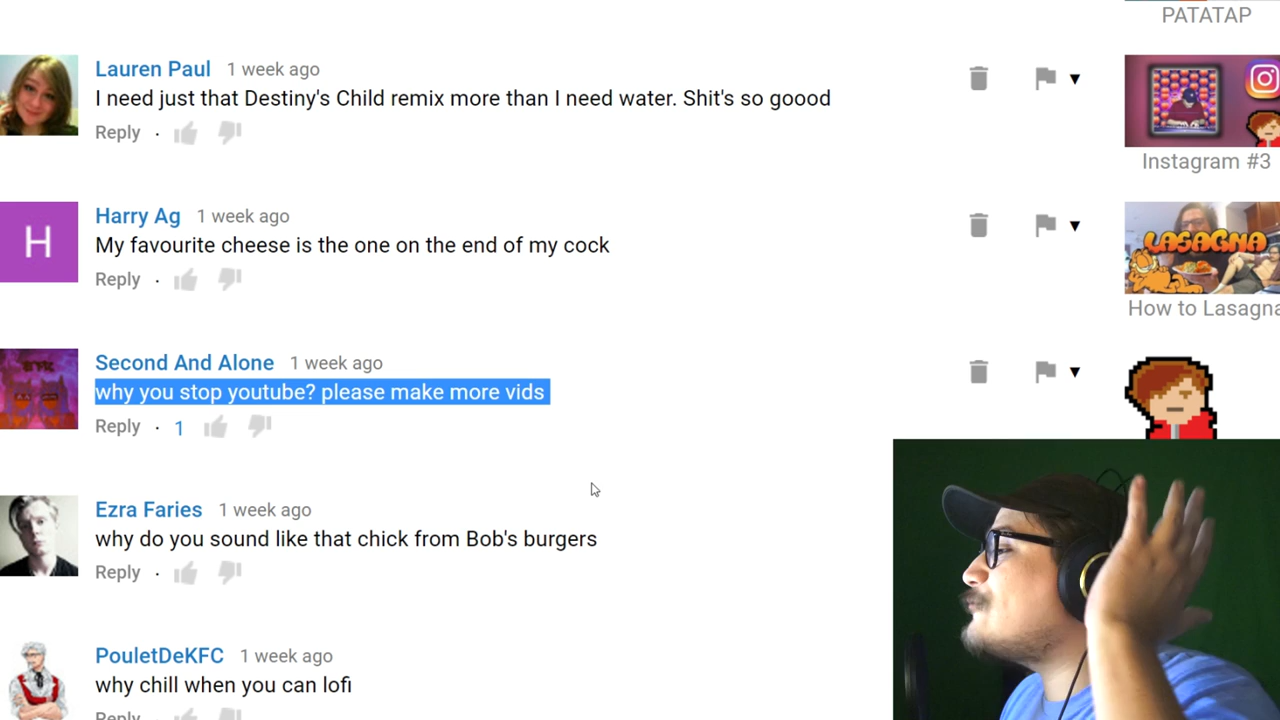 PATATAP
Lauren Paul 1 week ago
I need just that Destiny's Child remix more than I need water. Shit's so goood
Reply ·
Instagram #3
H
Harry Ag 1 week ago
My favourite cheese is the one on the end of my cock
Reply ·
LASAGNA
How to Lasagna
Second And Alone 1 week ago
why you stop youtube? please make more vids
Reply · 1
Ezra Faries 1 week ago
why do you sound like that chick from Bob's burgers
Reply ·
PouletDeKFC 1 week ago
why chill when you can lofi
Reply ·